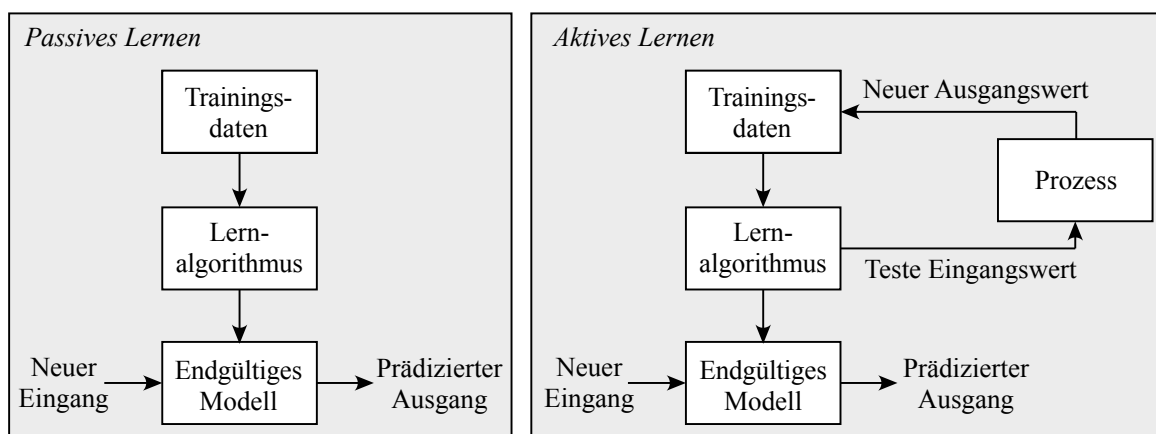 Passives Lernen
Trainings-
daten
Lern-
algorithmus
Neuer
Eingang
Endgültiges
Modell
Prädizierter
Ausgang
Aktives Lernen
Trainings-
daten
Neuer Ausgangswert
Prozess
Lern-
algorithmus
Teste Eingangswert
Neuer
Eingang
Endgültiges
Modell
Prädizierter
Ausgang